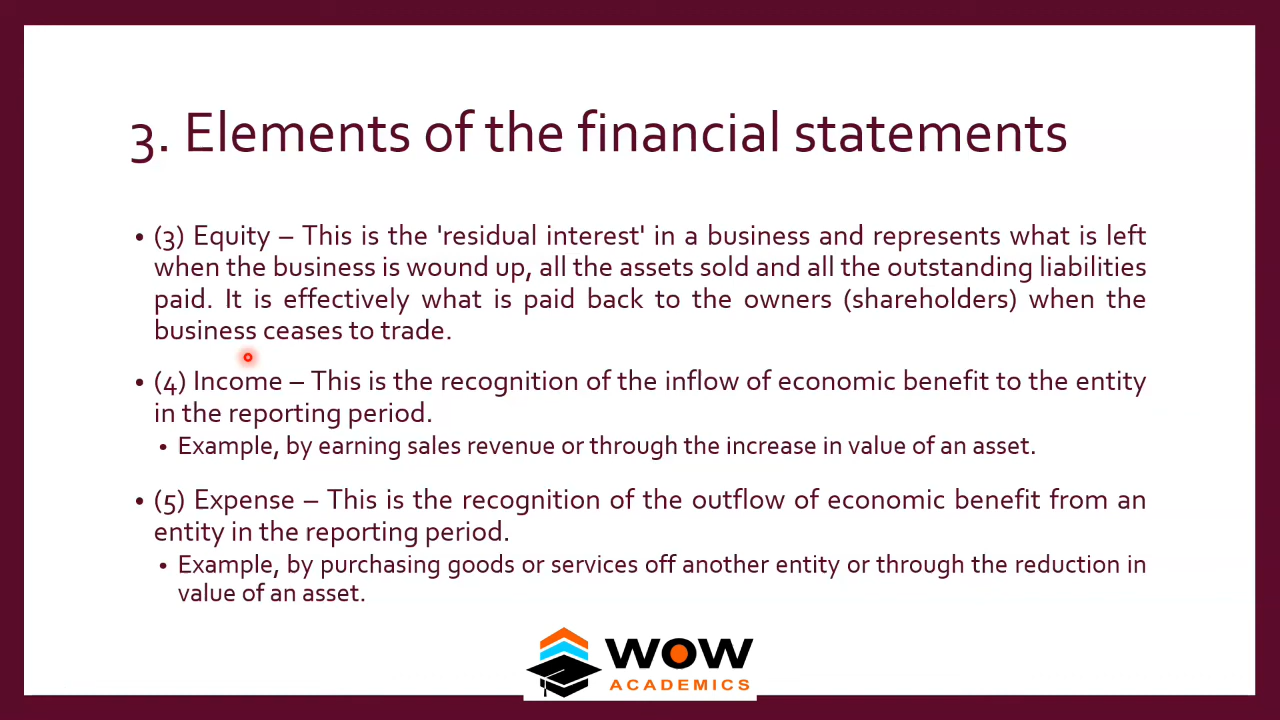 3. Elements of the financial statements
• (3) Equity – This is the 'residual interest' in a business and represents what is left
when the business is wound up, all the assets sold and all the outstanding liabilities
paid. It is effectively what is paid back to the owners (shareholders) when the
business ceases to trade.
• (4) Income – This is the recognition of the inflow of economic benefit to the entity
in the reporting period.
• Example, by earning sales revenue or through the increase in value of an asset.
• (5) Expense – This is the recognition of the outflow of economic benefit from an
entity in the reporting period.
• Example, by purchasing goods or services off another entity or through the reduction in
value of an asset.
WOW
ACADEMICS